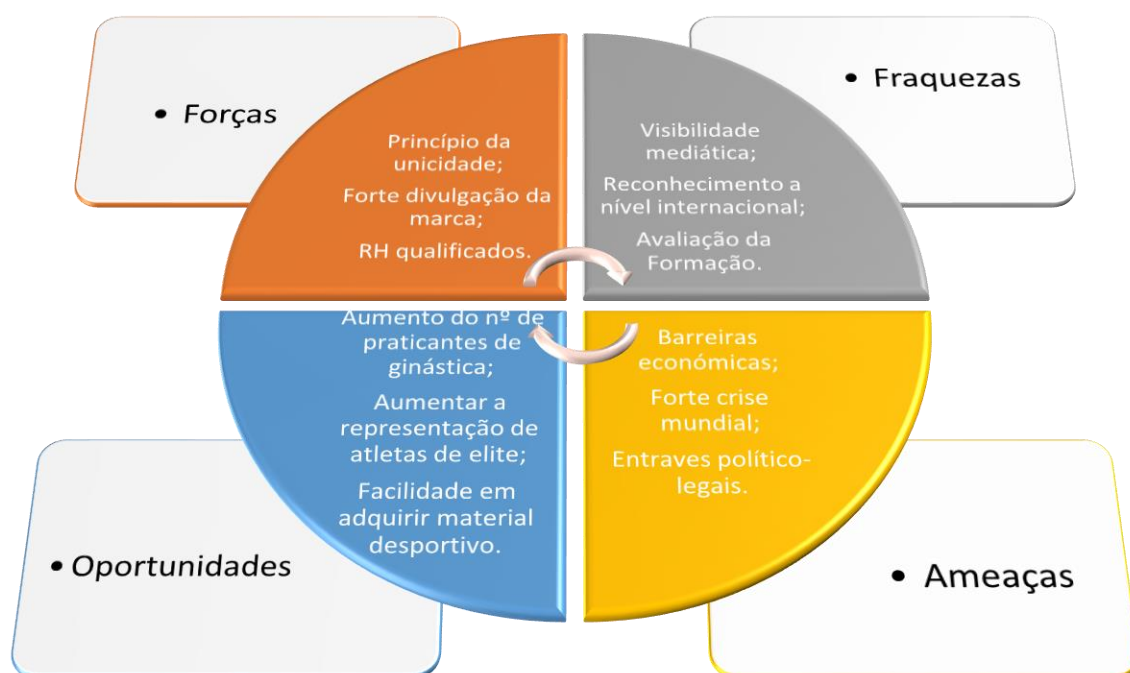 • Forças
Princípio da
unicidade;
Forte divulgação da
marca;
RH qualificados.
• Fraquezas
Visibilidade
mediática;
Reconhecimento a
nível internacional;
Avaliação da
Formação.
Aumento do nº de
praticantes de
ginástica;
Aumentar a
representação de
atletas de elite;
Facilidade em
adquirir material
desportivo.
• Oportunidades
Barreiras
económicas;
Forte crise
mundial;
Entraves político-
legais.
• Ameaças